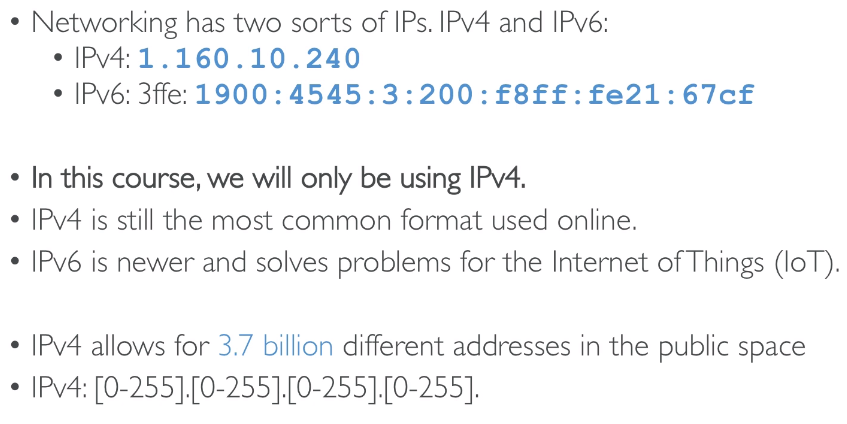 • Networking has two sorts of IPs. IPv4 and IPv6:
• IPv4: 1.160.10.240
• IPv6: 3ffe: 1900:4545:3:200:f8ff:fe21:67cf
• In this course, we will only be using IPv4.
• IPv4 is still the most common format used online.
• IPv6 is newer and solves problems for the Internet of Things (IoT).
• IPv4 allows for 3.7 billion different addresses in the public space
• IPv4: [0-255].[0-255].[0-255].[0-255].